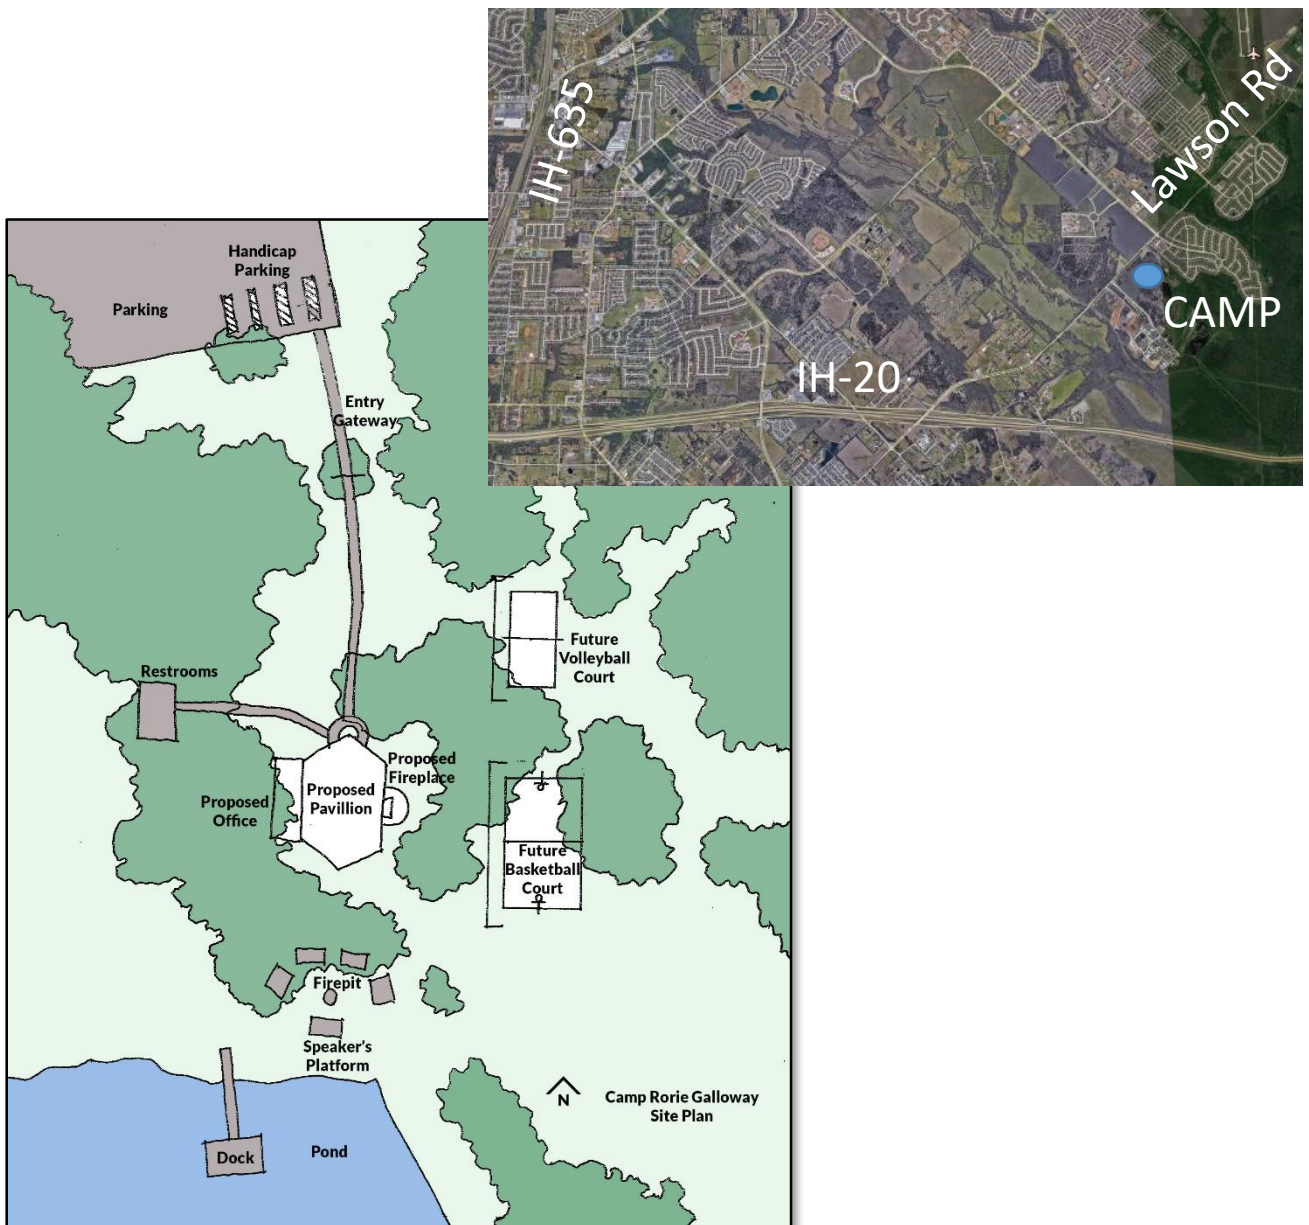 IH-635
Lawson Rd
CAMP
IH-20
Handicap
Parking
Parking
Entry
Gateway
Future
Volleyball
Court
Restrooms
Proposed
Fireplace
Proposed
Pavillion
Proposed
Office
Future
Basketball
Court
Firepit
Speaker's
Platform
N
Camp Rorie Galloway
Site Plan
Dock
Pond